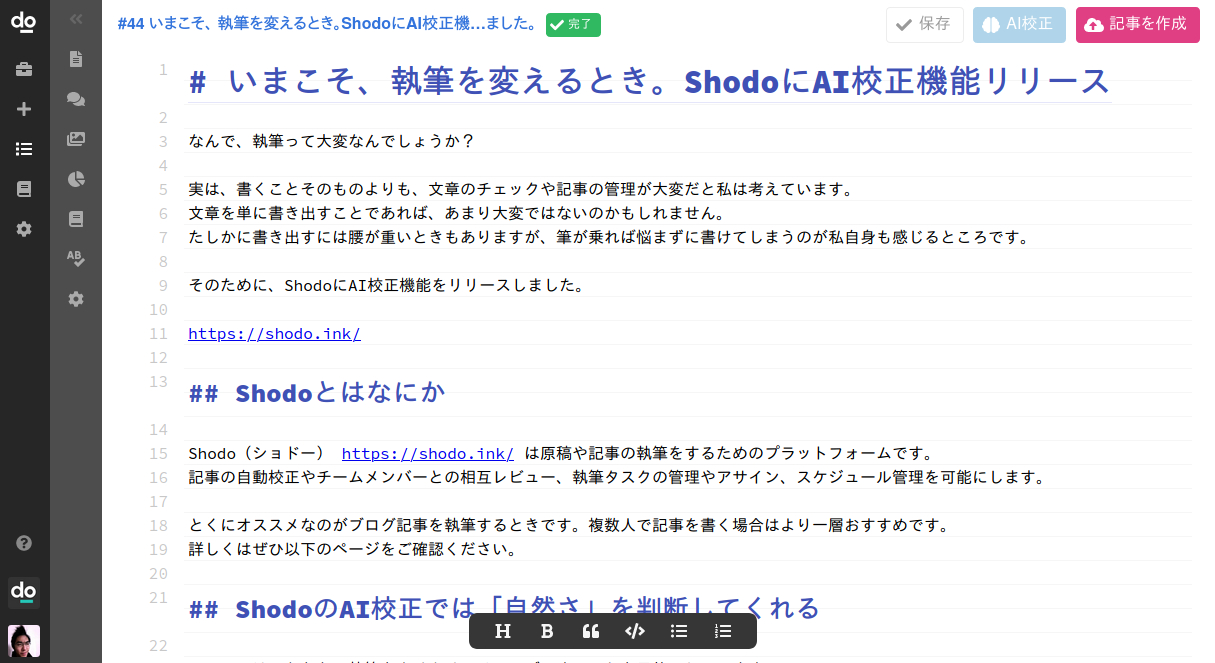 do
#44 いまこそ、執筆を変えるとき。ShodoにAI校正機...ました。 完了
保存 AI校正 記事を作成
1 # いまこそ、執筆を変えるとき。ShodoにAI校正機能リリース
2
3 なんで、執筆って大変なんでしょうか？
4
5 実は、書くことそのものよりも、文章のチェックや記事の管理が大変だと私は考えています。
6 文章を単に書き出すことであれば、あまり大変ではないのかもしれません。
7 たしかに書き出すには腰が重いときもありますが、筆が乗れば悩まずに書けてしまうのが私自身も感じるところです。
8
9 そのために、ShodoにAI校正機能をリリースしました。
10
11 https://shodo.ink/
12
13 ## Shodoとはなにか
14
15 Shodo（ショドー） https://shodo.ink/ は原稿や記事の執筆をするためのプラットフォームです。
16 記事の自動校正やチームメンバーとの相互レビュー、執筆タスクの管理やアサイン、スケジュール管理を可能にします。
17
18 とくにオススメなのがブログ記事を執筆するときです。複数人で記事を書く場合はより一層おすすめです。
19 詳しくはぜひ以下のページをご確認ください。
20
21 ## ShodoのAI校正では「自然さ」を判断してくれる
22
AB
do
H B